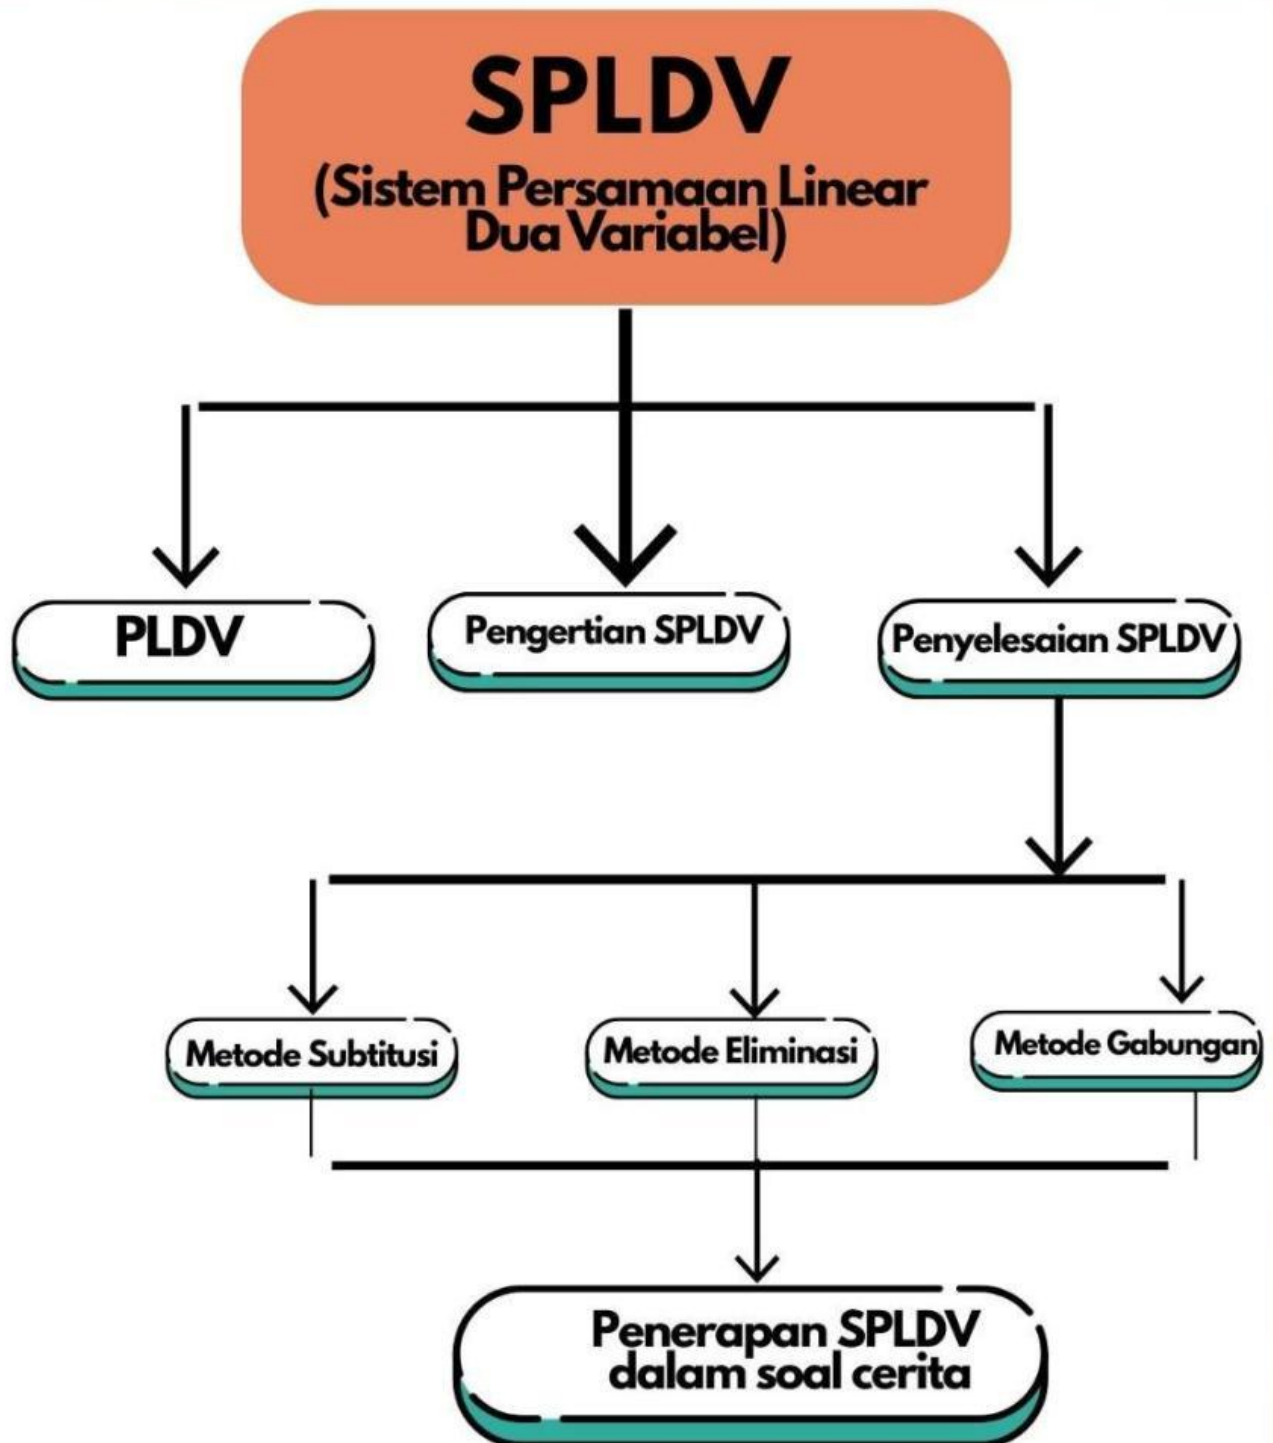 SPLDV
(Sistem Persamaan Linear
Dua Variabel)
PLDV
Pengertian SPLDV
Penyelesaian SPLDV
Metode Subtitusi
Metode Eliminasi
Metode Gabungan
Penerapan SPLDV
dalam soal cerita